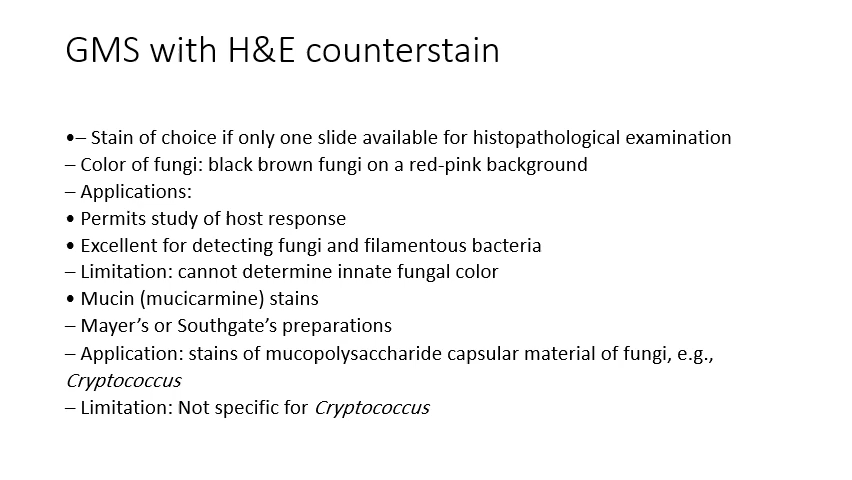 GMS with H&E counterstain
•– Stain of choice if only one slide available for histopathological examination
– Color of fungi: black brown fungi on a red-pink background
– Applications:
• Permits study of host response
• Excellent for detecting fungi and filamentous bacteria
– Limitation: cannot determine innate fungal color
• Mucin (mucicarmine) stains
– Mayer’s or Southgate’s preparations
– Application: stains of mucopolysaccharide capsular material of fungi, e.g.,
Cryptococcus
– Limitation: Not specific for Cryptococcus